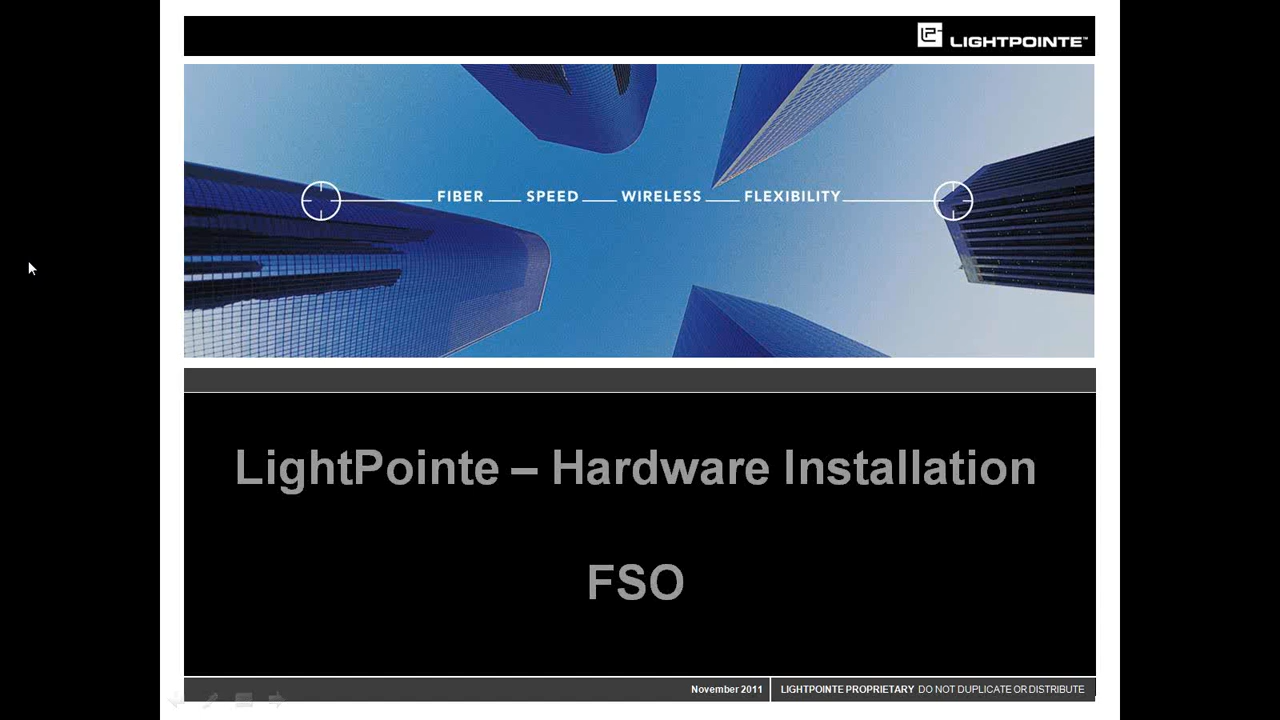 LIGHTPOINTE™
FIBER SPEED WIRELESS FLEXIBILITY
LightPointe – Hardware Installation
FSO
November 2011 LIGHTPOINTE PROPRIETARY DO NOT DUPLICATE OR DISTRIBUTE